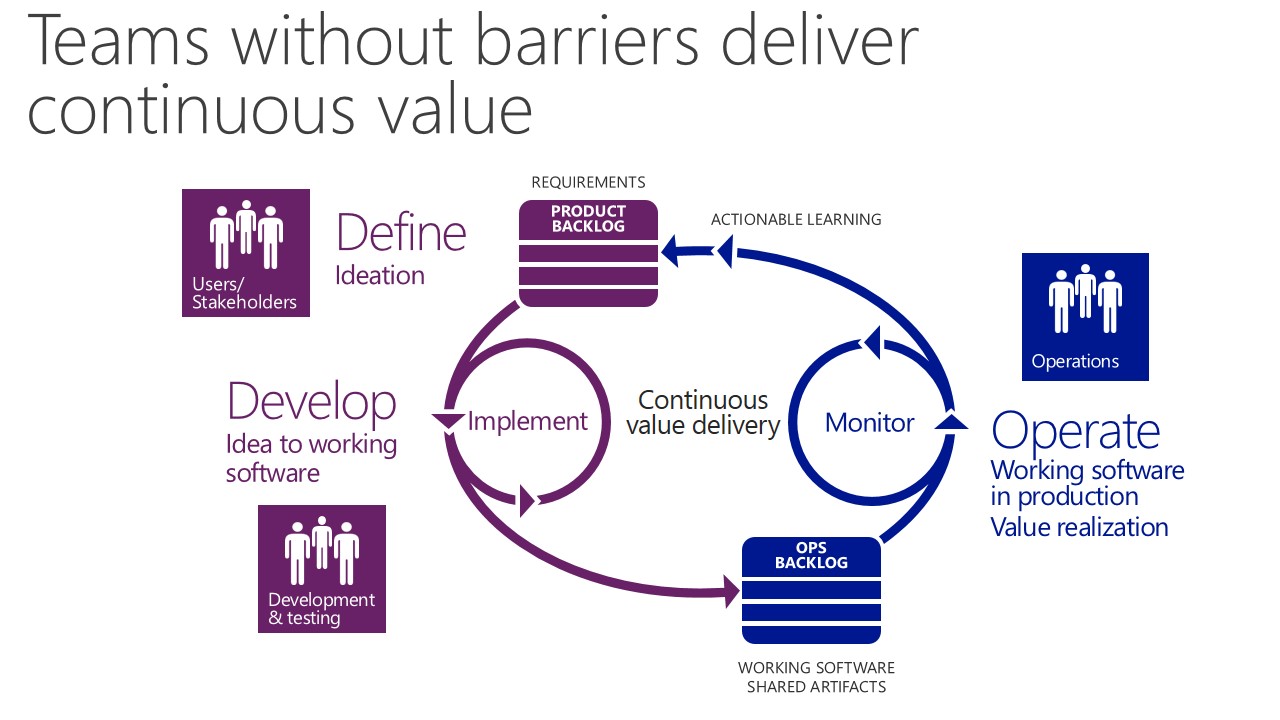 Teams without barriers deliver
continuous value
REQUIREMENTS
PRODUCT
BACKLOG
ACTIONABLE LEARNING
Users/
Stakeholders
Define
Ideation
Operations
Develop
Idea to working
software
Implement
Continuous
value delivery
Monitor
Operate
Working software
in production
Value realization
Development
& testing
OPS
BACKLOG
WORKING SOFTWARE
SHARED ARTIFACTS